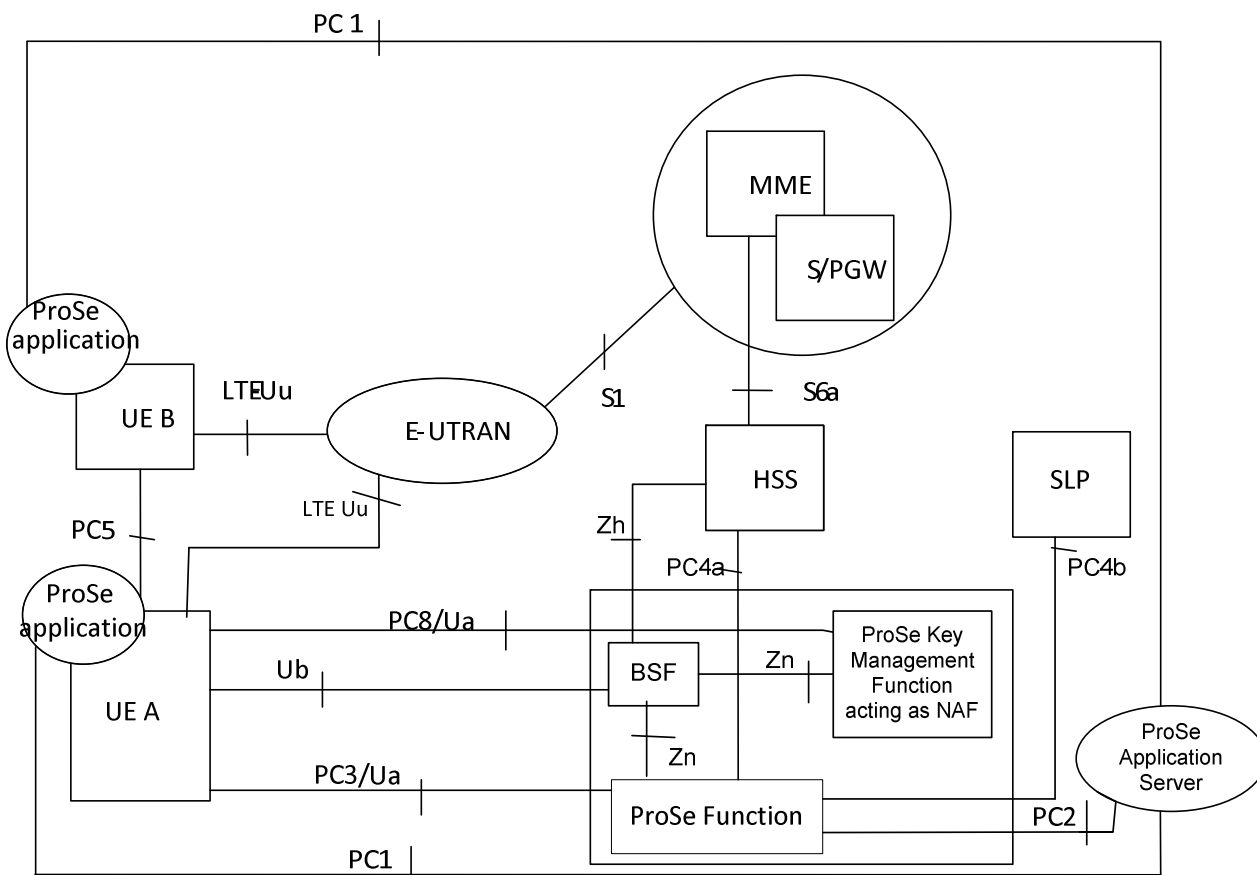 PC 1
MME
S/PGW
ProSe
application
LTE-Uu
S1
S6a
UE B
E-UTRAN
HSS
SLP
LTE Uu
PC5
Zh
PC4a
PC4b
ProSe
application
PC8/Ua
ProSe Key
Management
Function
acting as NAF
Ub
BSF
Zn
UE A
Zn
ProSe
Application
Server
PC3/Ua
ProSe Function
PC2
PC1